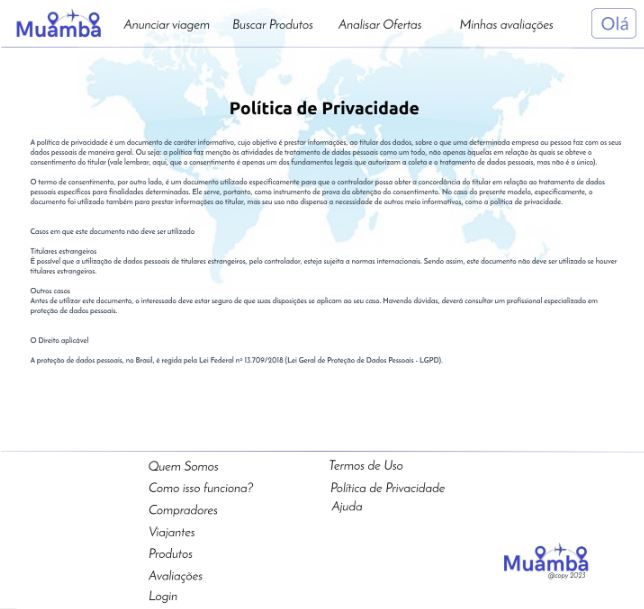 Muamba
Anunciar viagem
Buscar Produtos
Analisar Ofertas
Minhas avaliações
Olá
Política de Privacidade
A política de privacidade é um documento de caráter informativo, cujo objetivo é prestar informações, ao titular dos dados, sobre o que uma determinada empresa ou pessoa faz com os seus
dados pessoais de maneira geral. Ou seja: a política faz menção às atividades de tratamento de dados pessoais como um todo, não apenas àquelas em relação às quais se obteve o
consentimento do titular (vale lembrar, aqui, que o consentimento é apenas um dos fundamentos legais que autorizam a coleta e o tratamento de dados pessoais, mas não é o único).
O termo de consentimento, por outro lado, é um documento utilizado especificamente para que o controlador possa obter a concordância do titular em relação ao tratamento de dados
pessoais específicos para finalidades determinadas. Ele serve, portanto, como instrumento de prova da obtenção do consentimento. No caso do presente modelo, especificamente, o
documento foi utilizado também para prestar informações ao titular, mas seu uso não dispensa a necessidade de outros meio informativos, como a política de privacidade.
Casos em que este documento não deve ser utilizado
Titulares estrangeiros
É possível que a utilização de dados pessoais de titulares estrangeiros, pelo controlador, esteja sujeita a normas internacionais. Sendo assim, este documento não deve ser utilizado se houver
titulares estrangeiros.
Outros casos
Antes de utilizar este documento, o interessado deve estar seguro de que suas disposições se aplicam ao seu caso. Havendo dúvidas, deverá consultar um profissional especializado em
proteção de dados pessoais.
O Direito aplicável
A proteção de dados pessoais, no Brasil, é regida pela Lei Federal nº 13.709/2018 (Lei Geral de Proteção de Dados Pessoais - LGPD).
Quem Somos
Como isso funciona?
Compradores
Viajantes
Produtos
Avaliações
Login
Termos de Uso
Política de Privacidade
Ajuda
Muamba
@copy 2023